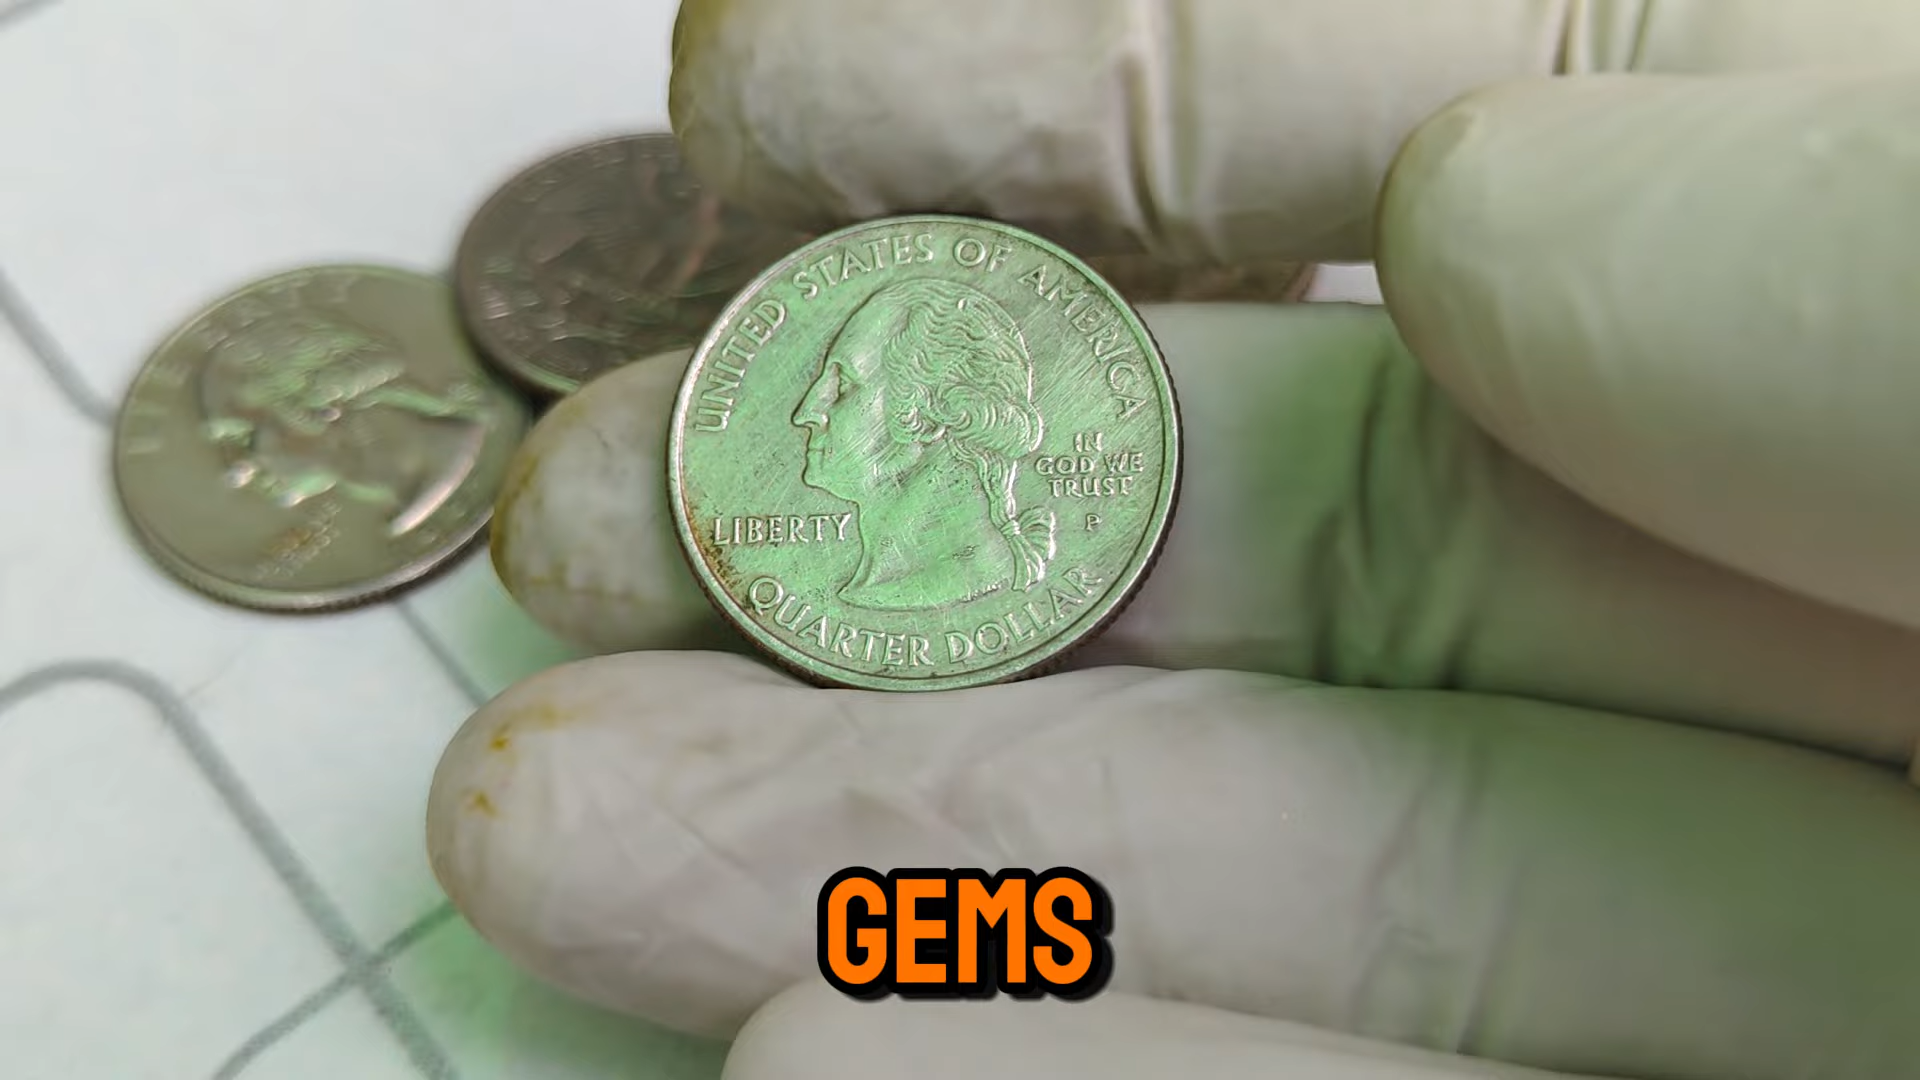 UNITED STATES OF AMERICA
IN
GOD WE
TRUST
P
LIBERTY
QUARTER DOLLAR
GEMS